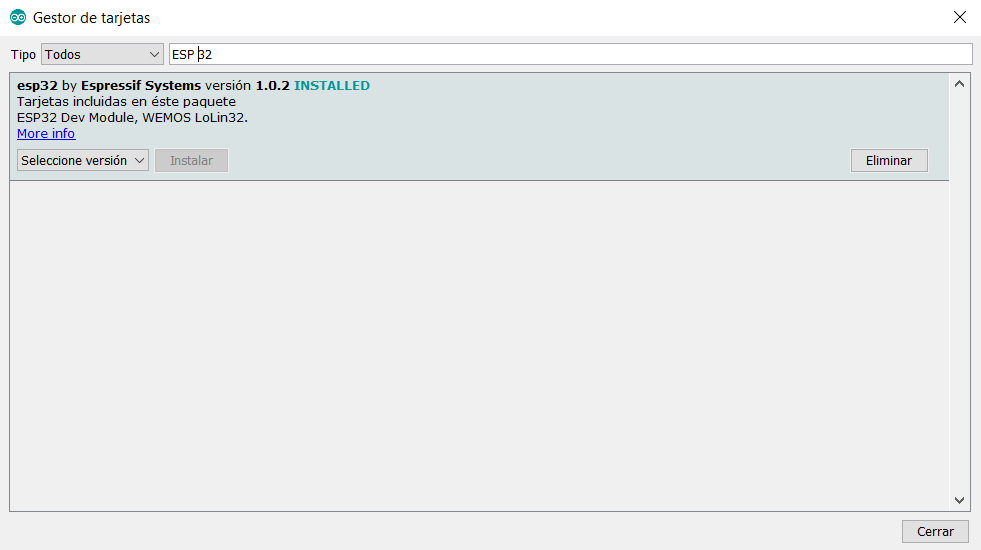 Gestor de tarjetas
Tipo Todos ESP 32
esp32 by Espressif Systems versión 1.0.2 INSTALLED
Tarjetas incluidas en éste paquete
ESP32 Dev Module, WEMOS LoLin32.
More info
Seleccione versión Instalar Eliminar
Cerrar